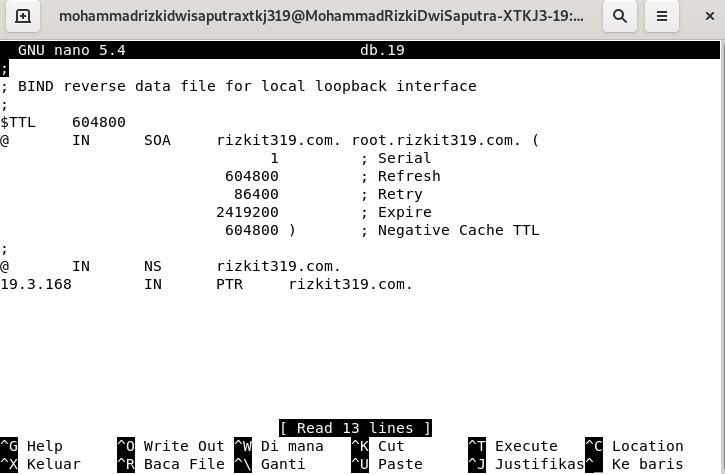 mohammadrizkidwisaputraxtkj319@MohammadRizkiDwiSaputra-XTKJ3-19:...
GNU nano 5.4 db.19
;
; BIND reverse data file for local loopback interface
;
$TTL 604800
@ IN SOA rizkit319.com. root.rizkit319.com. (
1 ; Serial
604800 ; Refresh
86400 ; Retry
2419200 ; Expire
604800 ) ; Negative Cache TTL
;
@ IN NS rizkit319.com.
19.3.168 IN PTR rizkit319.com.
[ Read 13 lines ]
^G Help ^O Write Out ^W Di mana ^K Cut ^T Execute ^C Location
^X Keluar ^R Baca File ^\ Ganti ^U Paste ^J Justifikas ^_ Ke baris